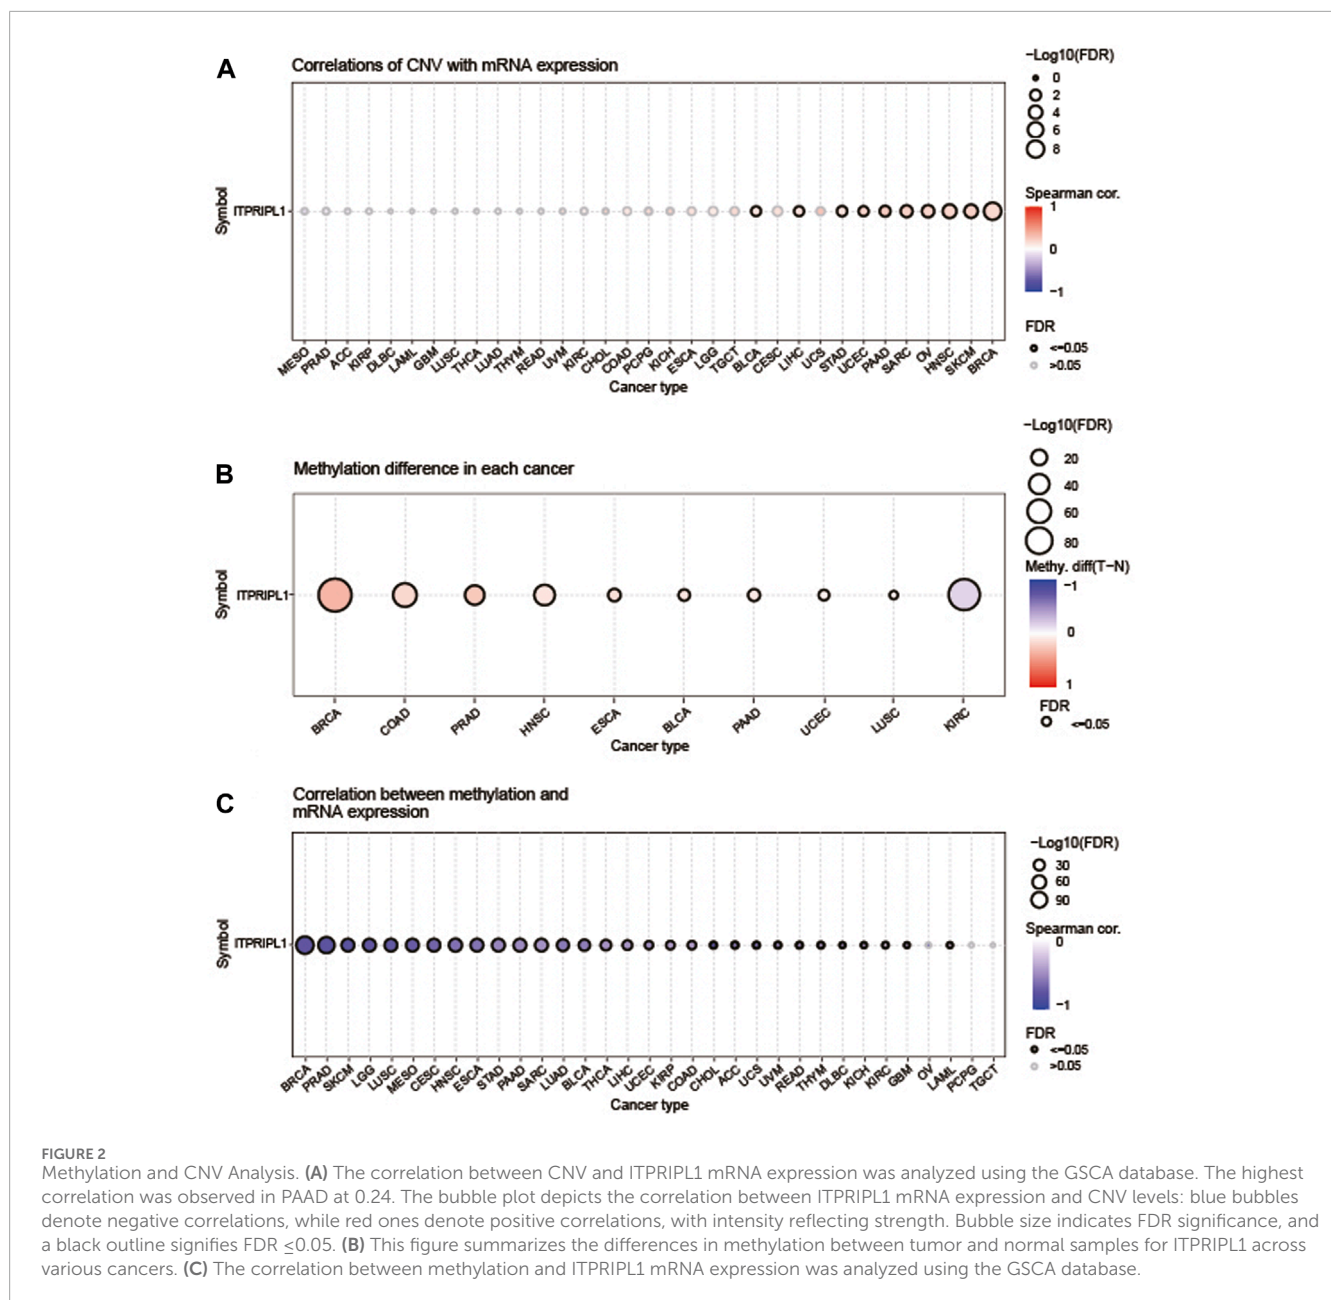 A
Correlations of CNV with mRNA expression
Symbol
ITPRIPL1
MESO
PRAD
ACC
KIRP
DLBC
LAML
GBM
LUSC
THCA
LUAD
THYM
READ
UVM
KIRC
CHOL
COAD
PCPG
KICH
ESCA
LGG
TGCT
BLCA
CESC
LIHC
UCS
STAD
UCEC
PAAD
SARC
OV
HNSC
SKCM
BRCA
Cancer type
−Log10(FDR)
0
2
4
6
8
Spearman cor.
1
0
−1
FDR
<=0.05
>0.05
B
Methylation difference in each cancer
Symbol
ITPRIPL1
BRCA
COAD
PRAD
HNSC
ESCA
BLCA
PAAD
UCEC
LUSC
KIRC
Cancer type
−Log10(FDR)
20
40
60
80
Methy. diff(T−N)
−1
0
1
FDR
<=0.05
C
Correlation between methylation and
mRNA expression
Symbol
ITPRIPL1
BRCA
PRAD
SKCM
LGG
LUSC
MESO
CESC
HNSC
ESCA
STAD
PAAD
SARC
LUAD
BLCA
THCA
LIHC
UCEC
KIRP
COAD
CHOL
ACC
UCS
UVM
READ
THYM
DLBC
KICH
KIRC
GBM
OV
LAML
PCPG
TGCT
Cancer type
−Log10(FDR)
30
60
90
Spearman cor.
0
−1
FDR
<=0.05
>0.05
FIGURE 2
Methylation and CNV Analysis. (A) The correlation between CNV and ITPRIPL1 mRNA expression was analyzed using the GSCA database. The highest
correlation was observed in PAAD at 0.24. The bubble plot depicts the correlation between ITPRIPL1 mRNA expression and CNV levels: blue bubbles
denote negative correlations, while red ones denote positive correlations, with intensity reflecting strength. Bubble size indicates FDR significance, and
a black outline signifies FDR ≤0.05. (B) This figure summarizes the differences in methylation between tumor and normal samples for ITPRIPL1 across
various cancers. (C) The correlation between methylation and ITPRIPL1 mRNA expression was analyzed using the GSCA database.